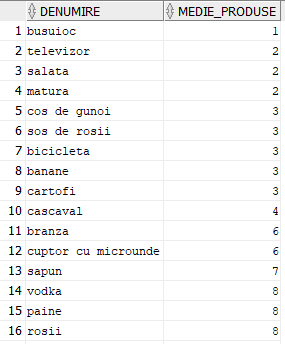 DENUMIRE MEDIE_PRODUSE
1 busuioc 1
2 televizor 2
3 salata 2
4 matura 2
5 cos de gunoi 3
6 sos de rosii 3
7 bicicleta 3
8 banane 3
9 cartofi 3
10 cascaval 4
11 branza 6
12 cuptor cu microunde 6
13 sapun 7
14 vodka 8
15 paine 8
16 rosii 8